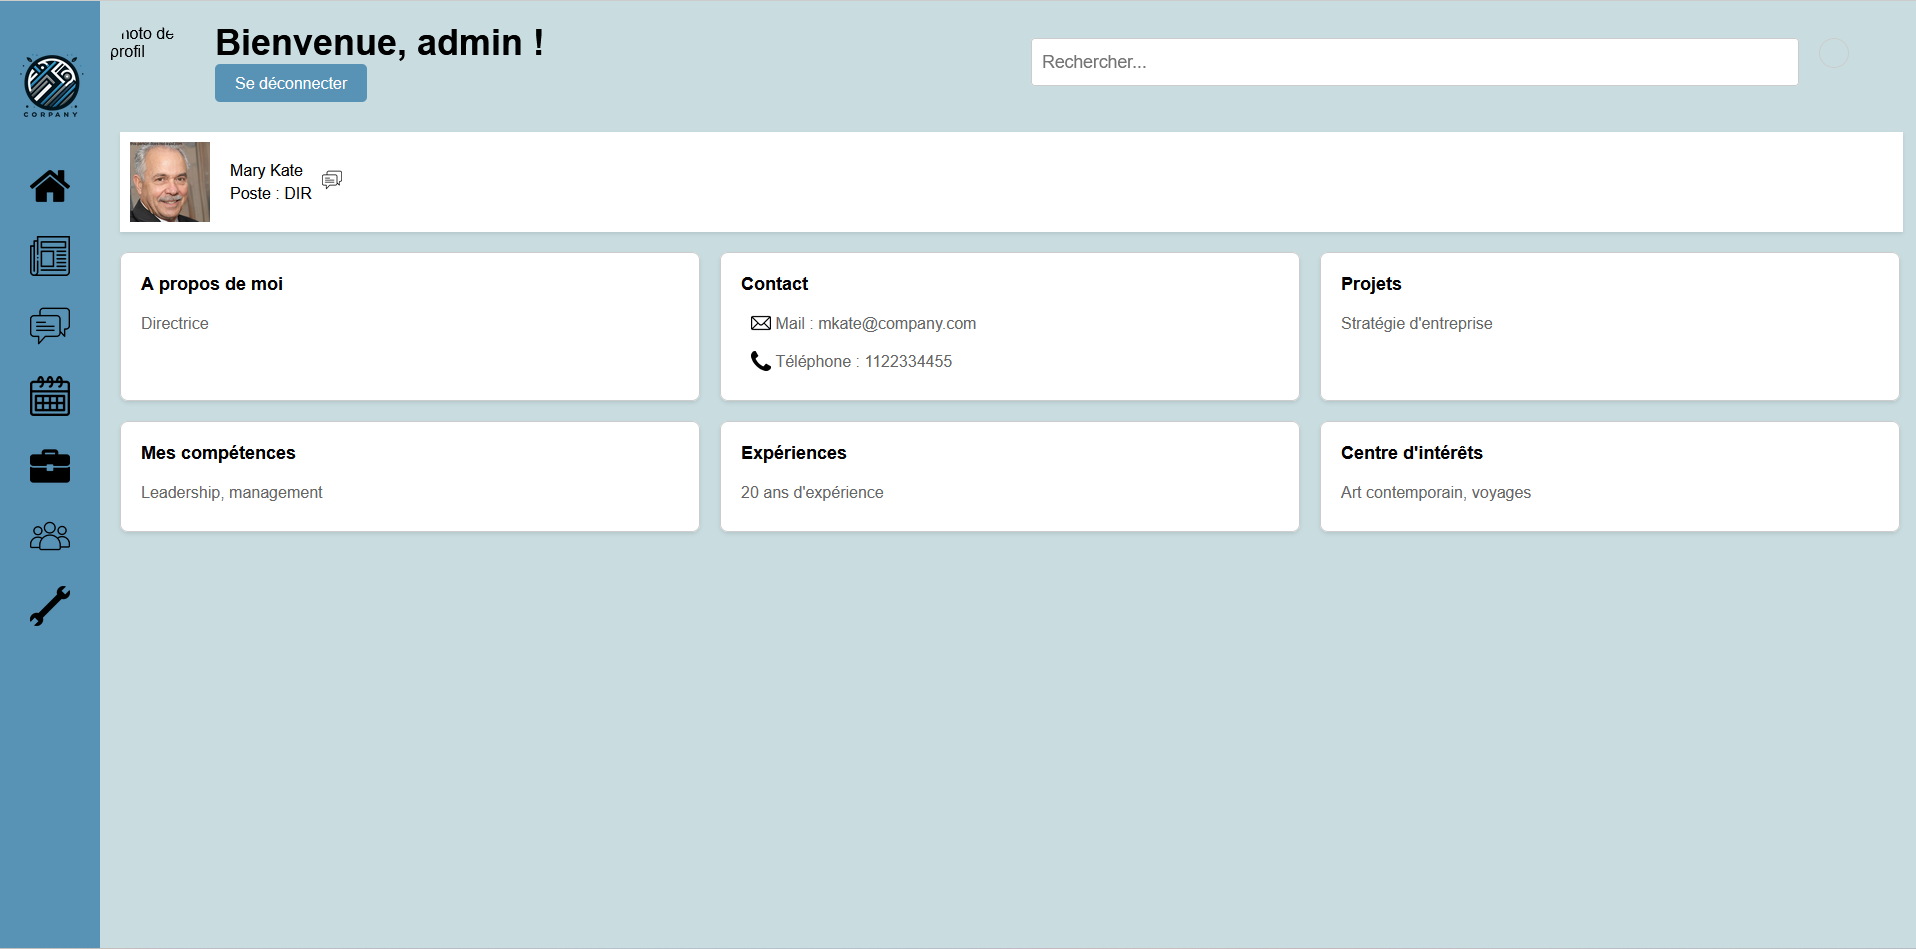 CORPANY
hoto de
profil
Bienvenue, admin !
Se déconnecter
Rechercher...
Mary Kate
Poste : DIR
A propos de moi
Directrice
Contact
Mail : mkate@company.com
Téléphone : 1122334455
Projets
Stratégie d'entreprise
Mes compétences
Leadership, management
Expériences
20 ans d'expérience
Centre d'intérêts
Art contemporain, voyages